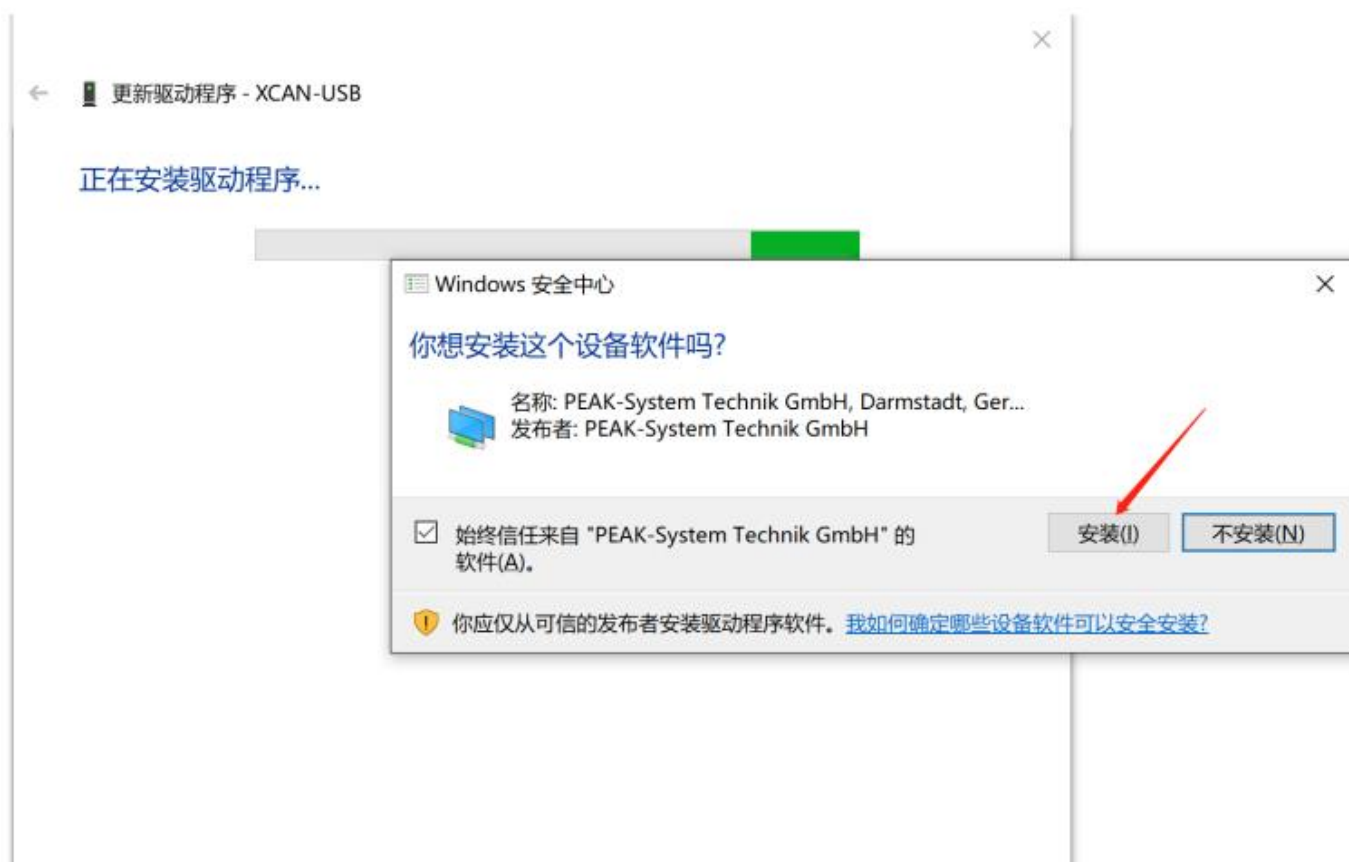 更新驱动程序 - XCAN-USB
正在安装驱动程序...
Windows 安全中心
你想安装这个设备软件吗?
名称: PEAK-System Technik GmbH, Darmstadt, Ger...
发布者: PEAK-System Technik GmbH
始终信任来自 "PEAK-System Technik GmbH" 的
软件(A)。
安装(I)
不安装(N)
你应仅从可信的发布者安装驱动程序软件。我如何确定哪些设备软件可以安全安装?